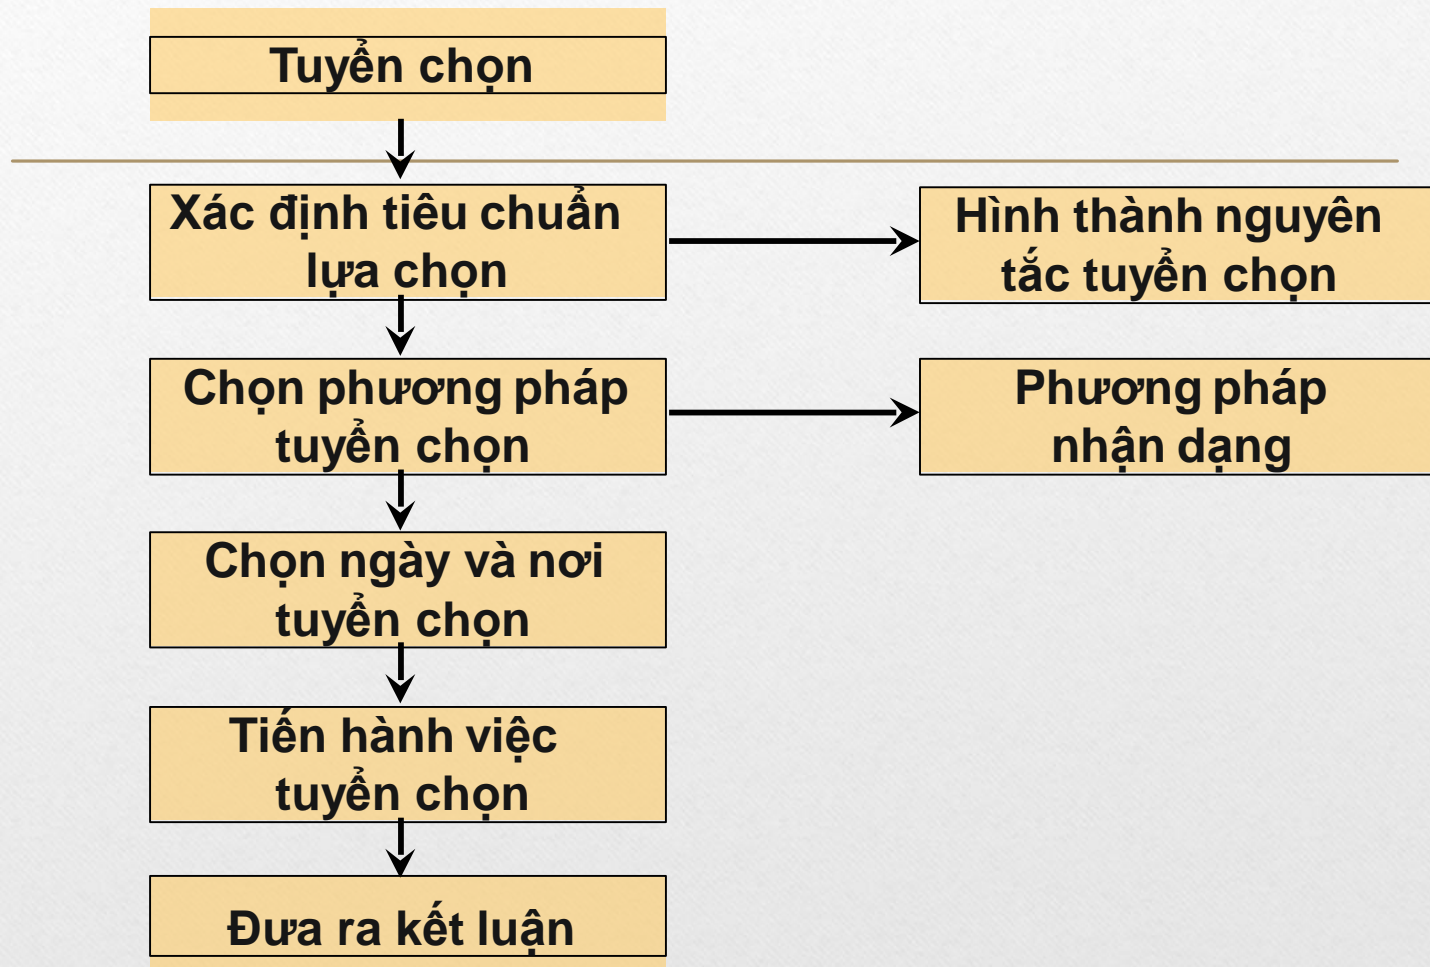 Tuyển chọn
Xác định tiêu chuẩn
lựa chọn
Hình thành nguyên
tắc tuyển chọn
Chọn phương pháp
tuyển chọn
Phương pháp
nhận dạng
Chọn ngày và nơi
tuyển chọn
Tiến hành việc
tuyển chọn
Đưa ra kết luận